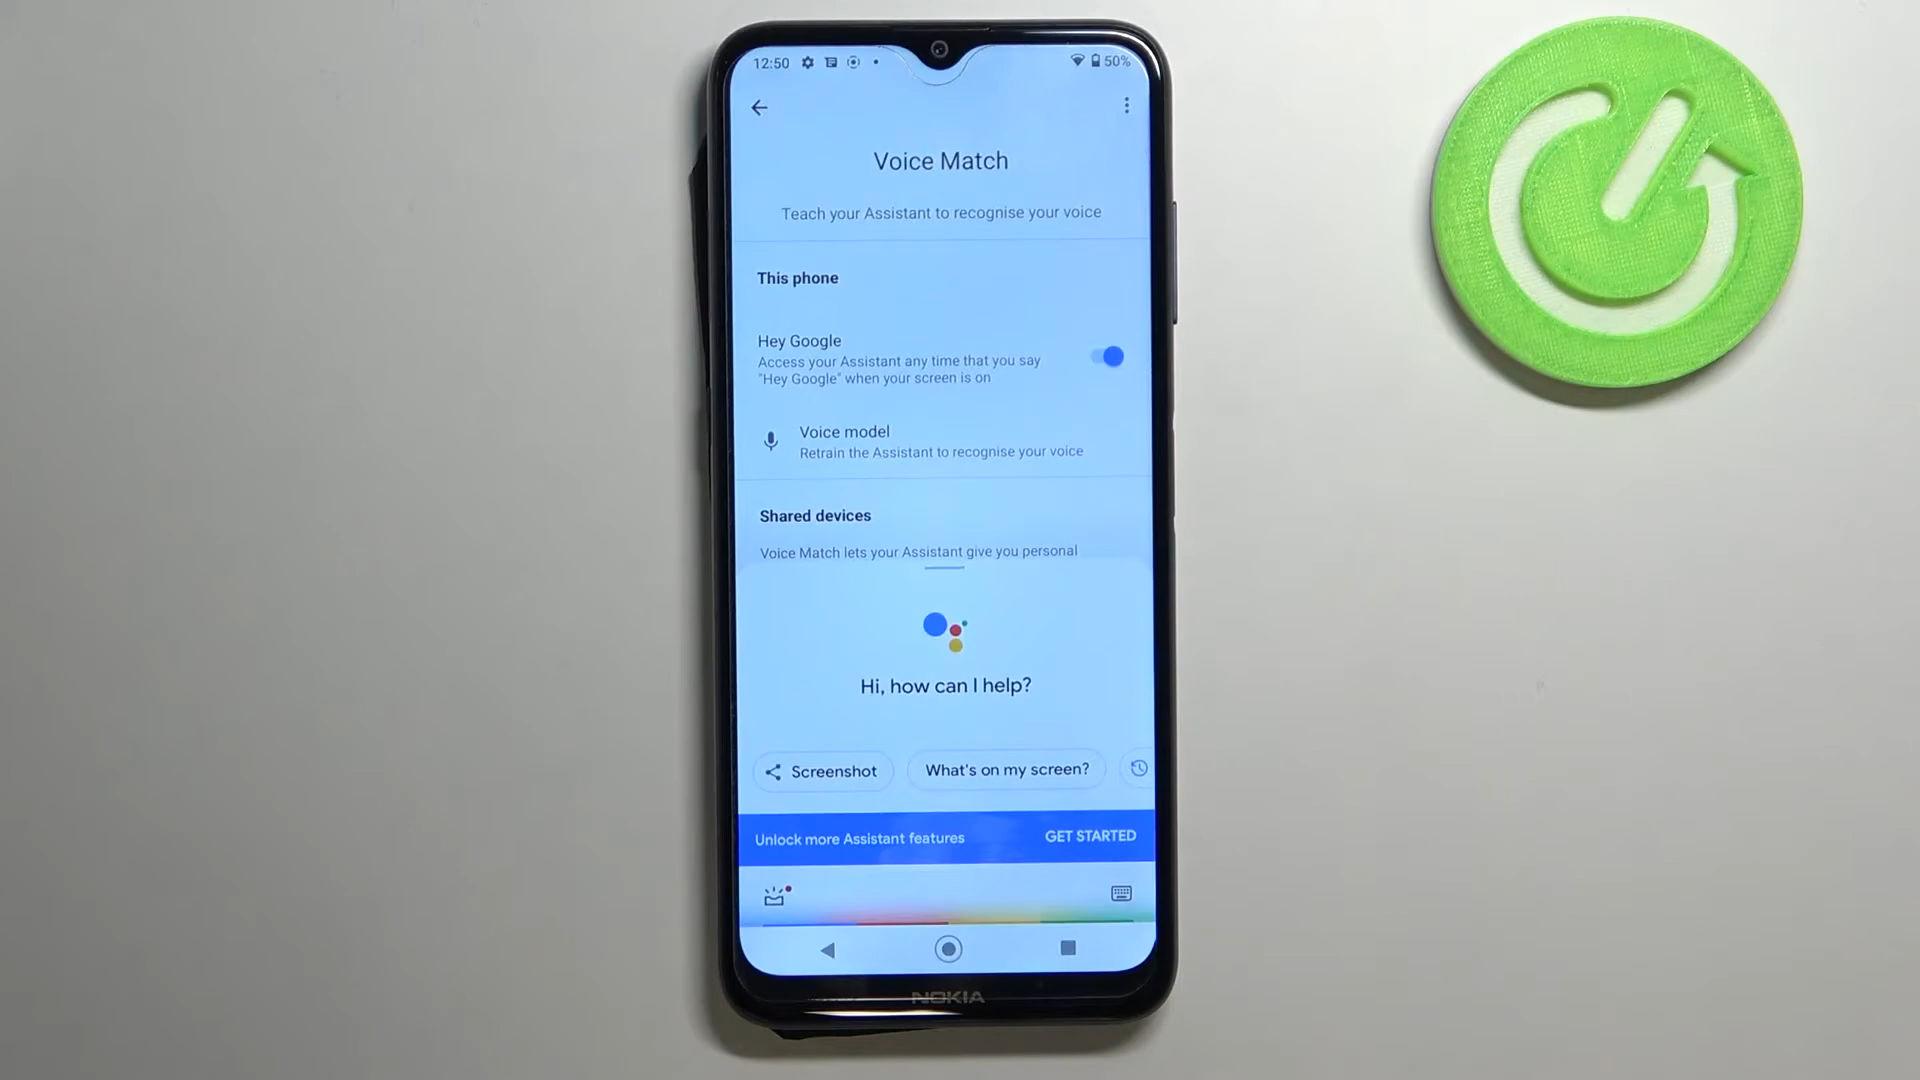 12:50 50%
Voice Match
Teach your Assistant to recognise your voice
This phone
Hey Google
Access your Assistant any time that you say
"Hey Google" when your screen is on
Voice model
Retrain the Assistant to recognise your voice
Shared devices
Voice Match lets your Assistant give you personal
Hi, how can I help?
Screenshot What's on my screen?
Unlock more Assistant features GET STARTED
NOKIA